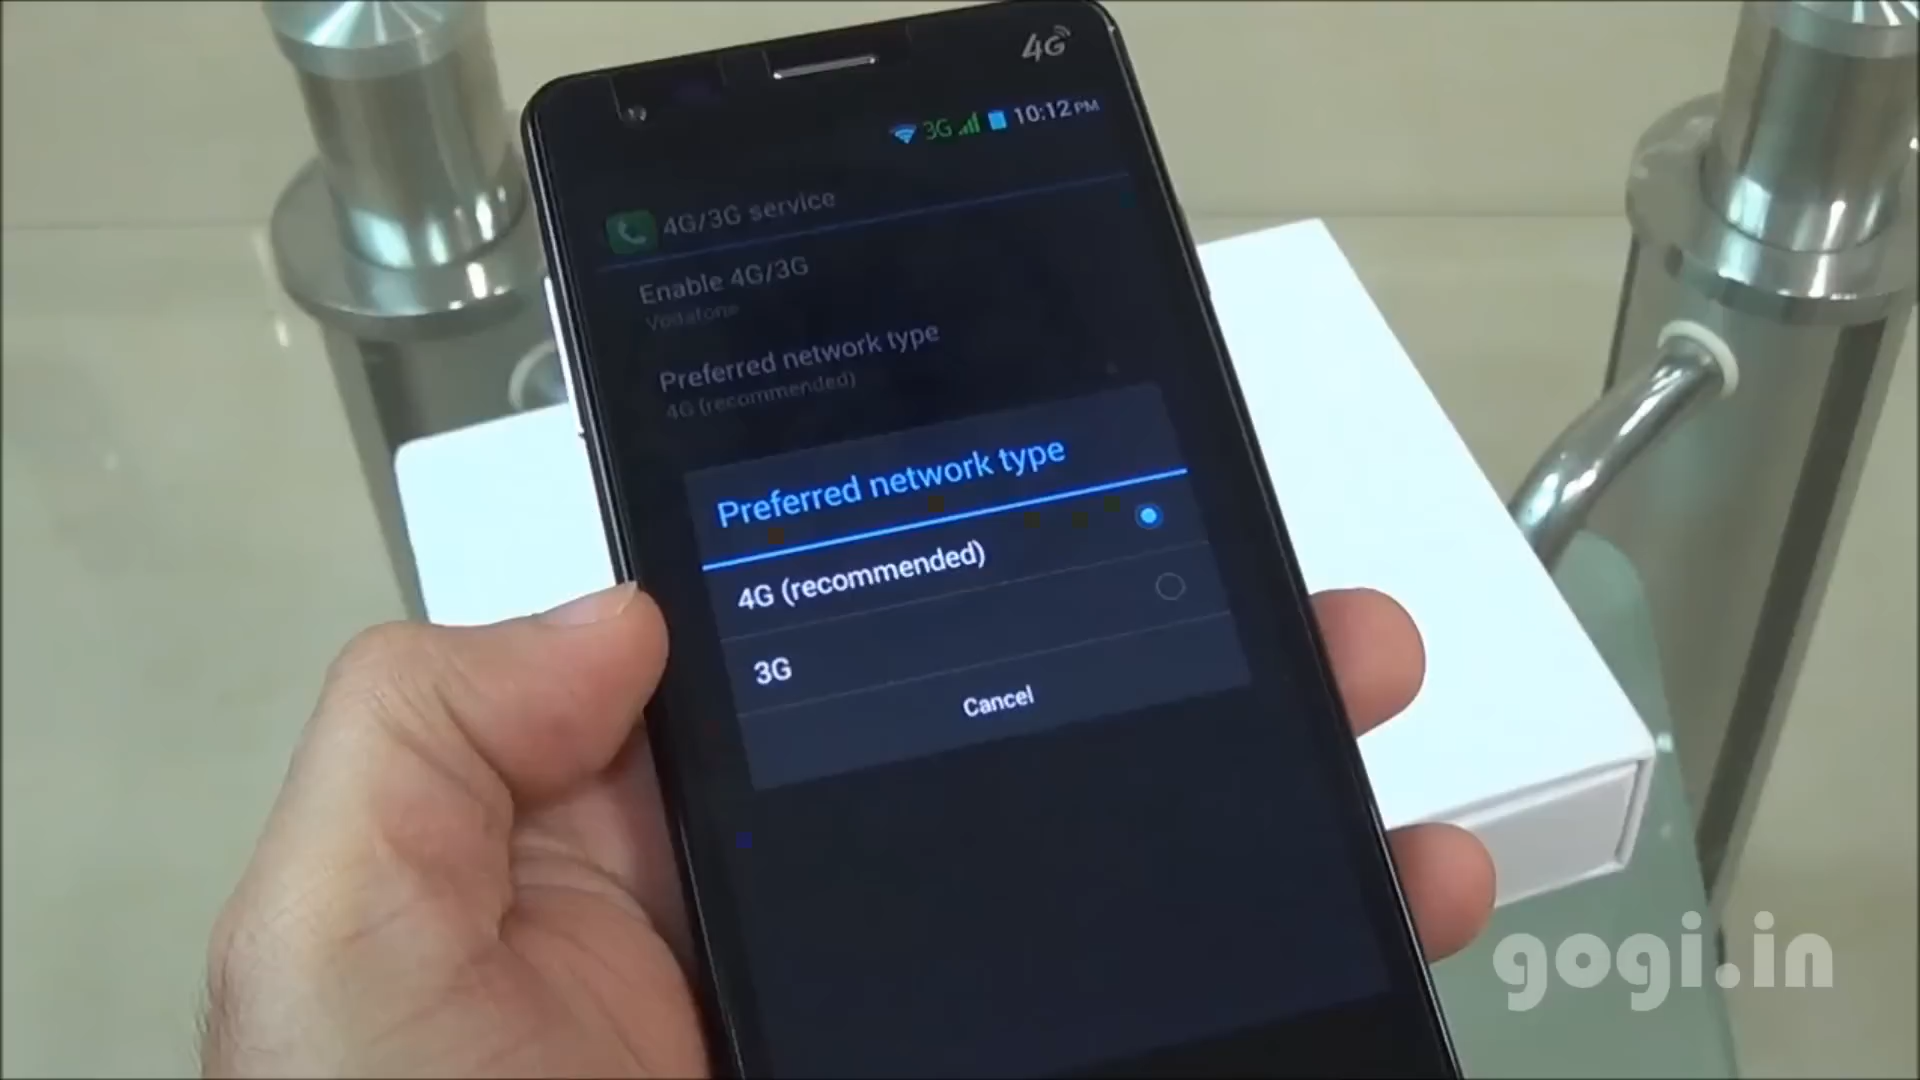 4G
3G 10:12 PM
4G/3G service
Enable 4G/3G
Vodafone
Preferred network type
4G (recommended)
Preferred network type
4G (recommended)
3G
Cancel
gogi.in